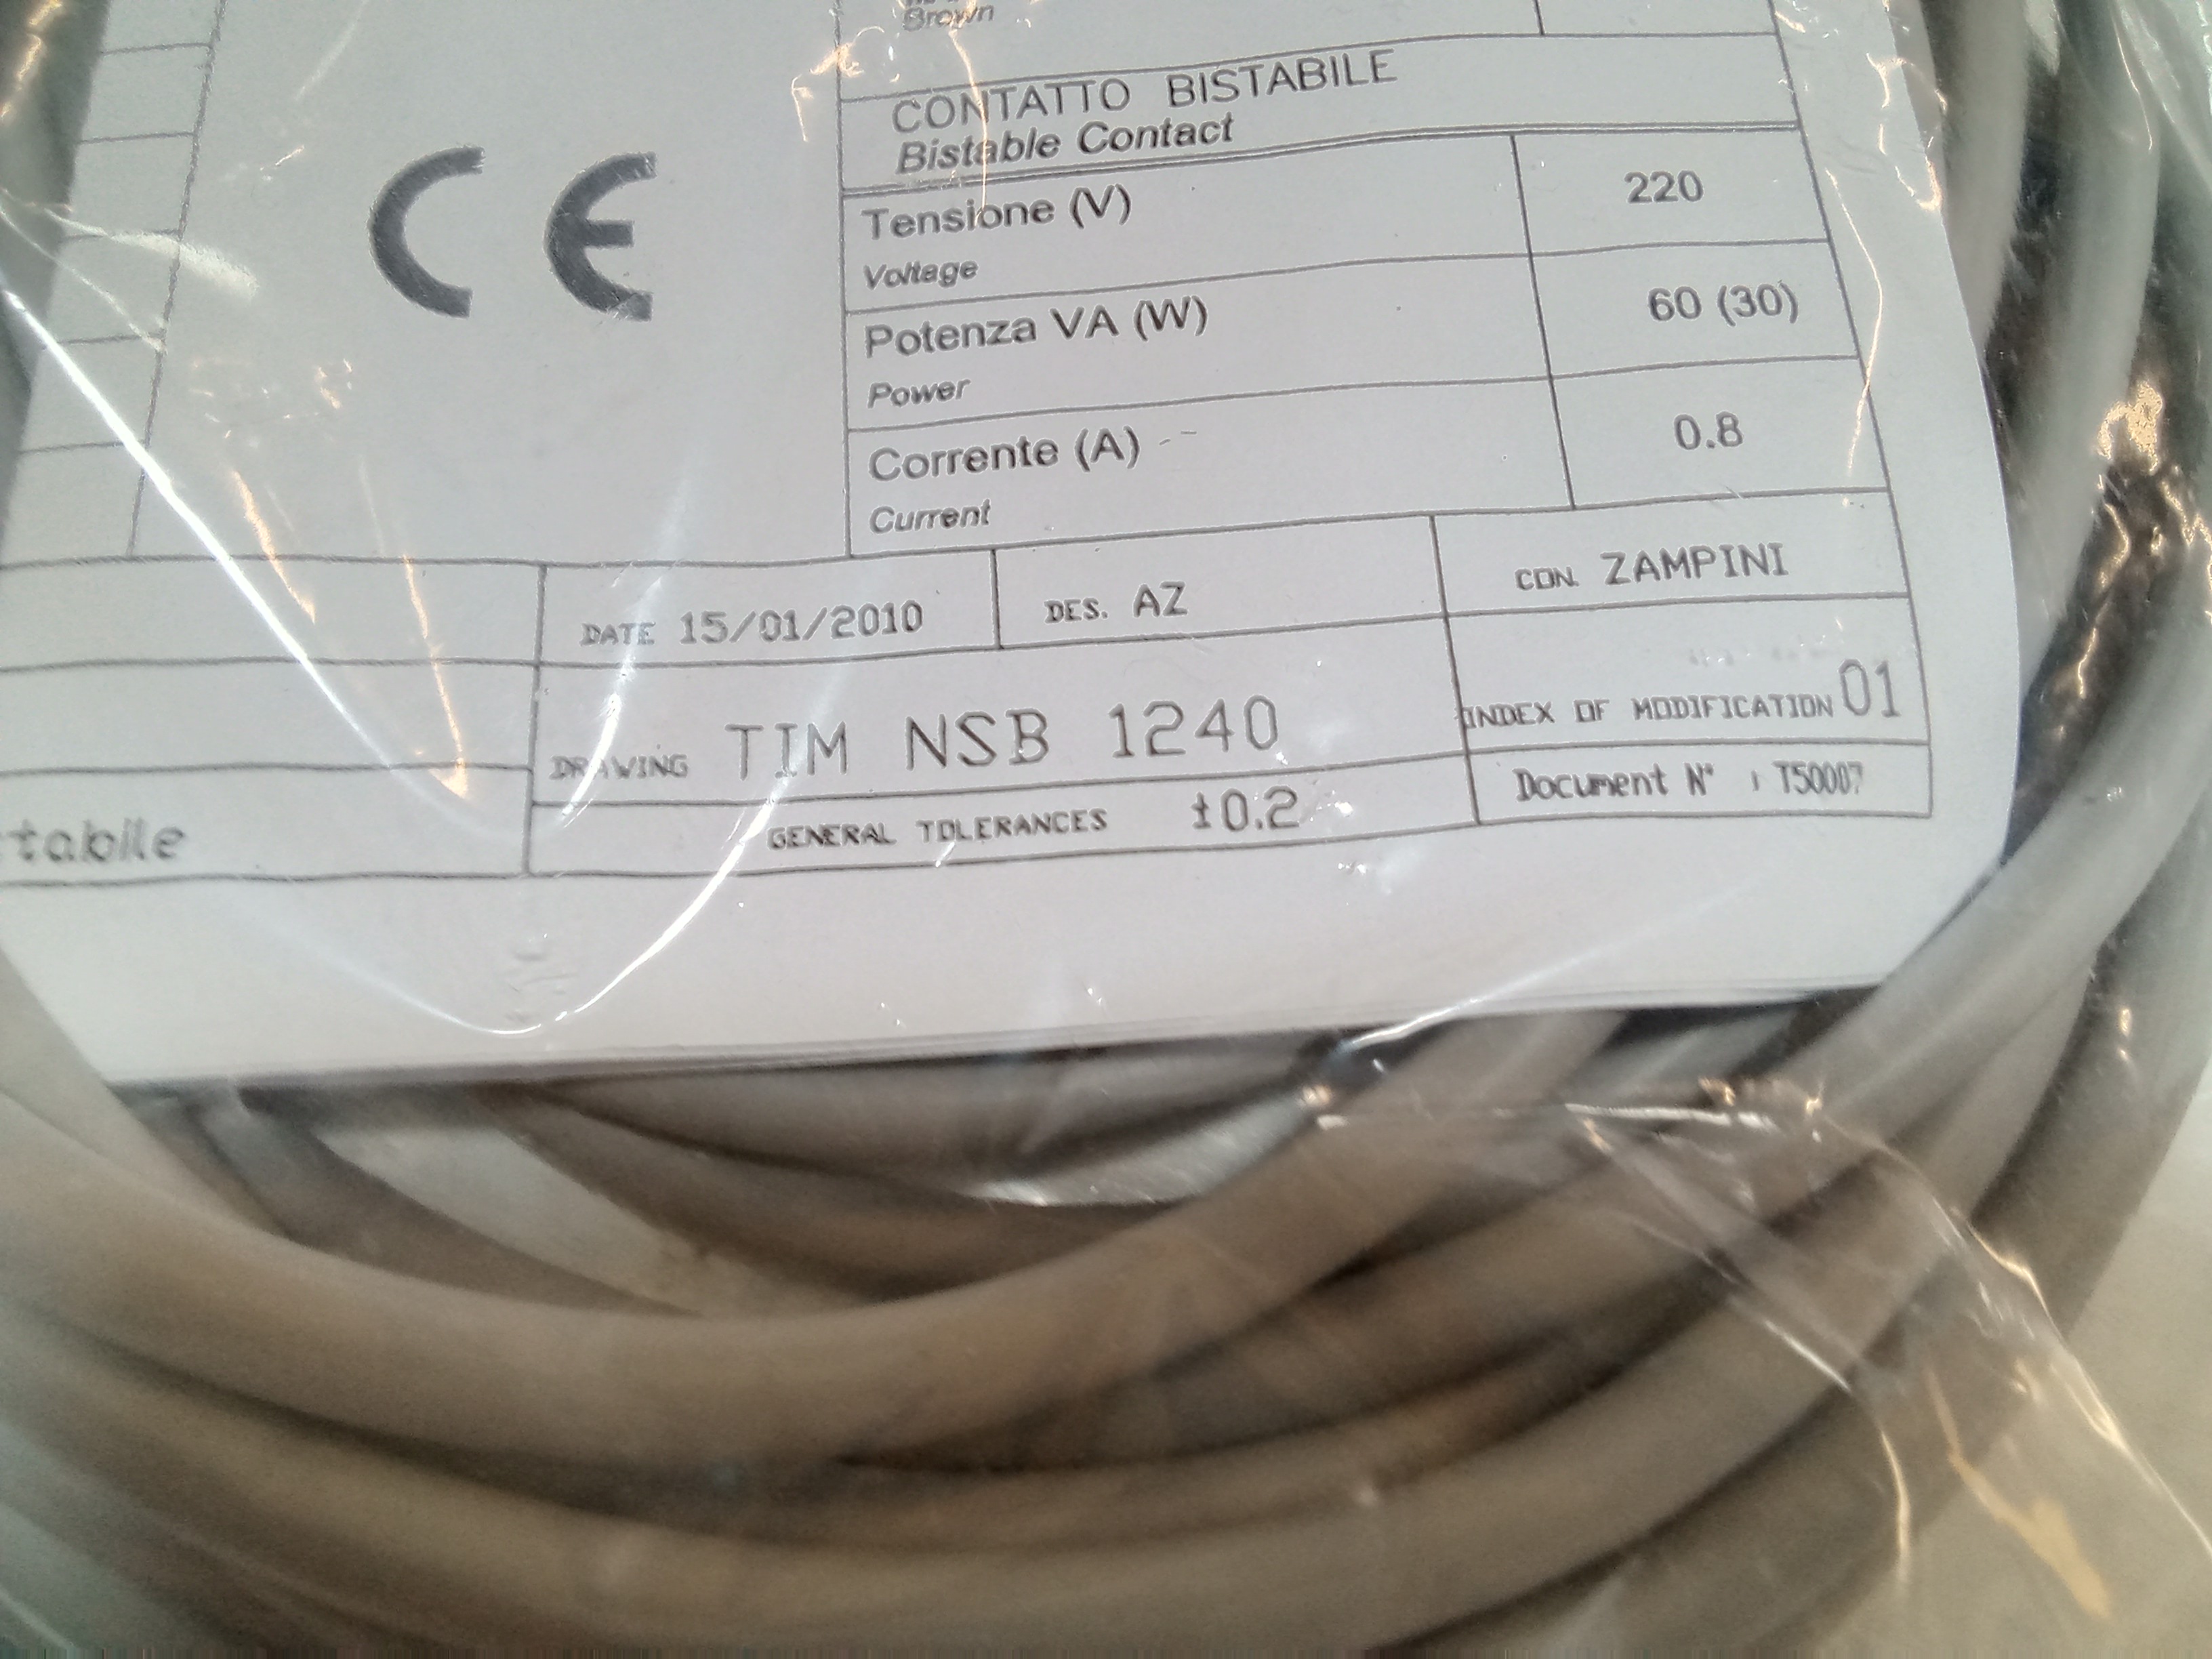 Brown
CONTATTO BISTABILE
Bistable Contact
CE
Tensione (V)
Voltage
220
Potenza VA (W)
Power
60 (30)
Corrente (A)
Current
0.8
DATE 15/01/2010
DES. AZ
CON. ZAMPINI
DRAWING TIM NSB 1240
INDEX OF MODIFICATION 01
GENERAL TOLERANCES ±0.2
Document N° : T50007
tabile